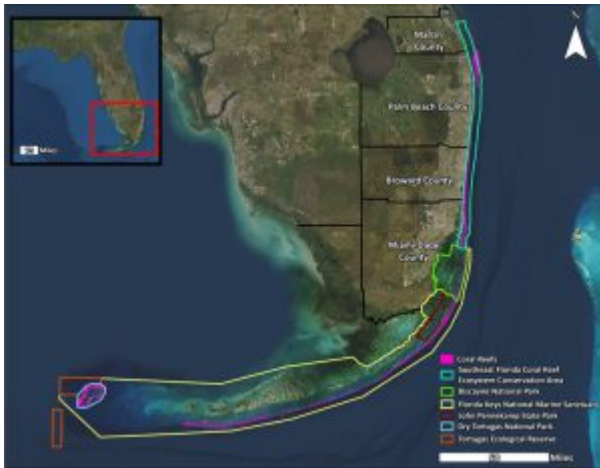 N
Martin
County
Palm Beach County
Broward County
Miami-Dade
County
Miles
Coral Reefs
Southeast Florida Coral Reef
Ecosystem Conservation Area
Biscayne National Park
Florida Keys National Marine Sanctuary
John Pennekamp State Park
Dry Tortugas National Park
Tortugas Ecological Reserve
Miles